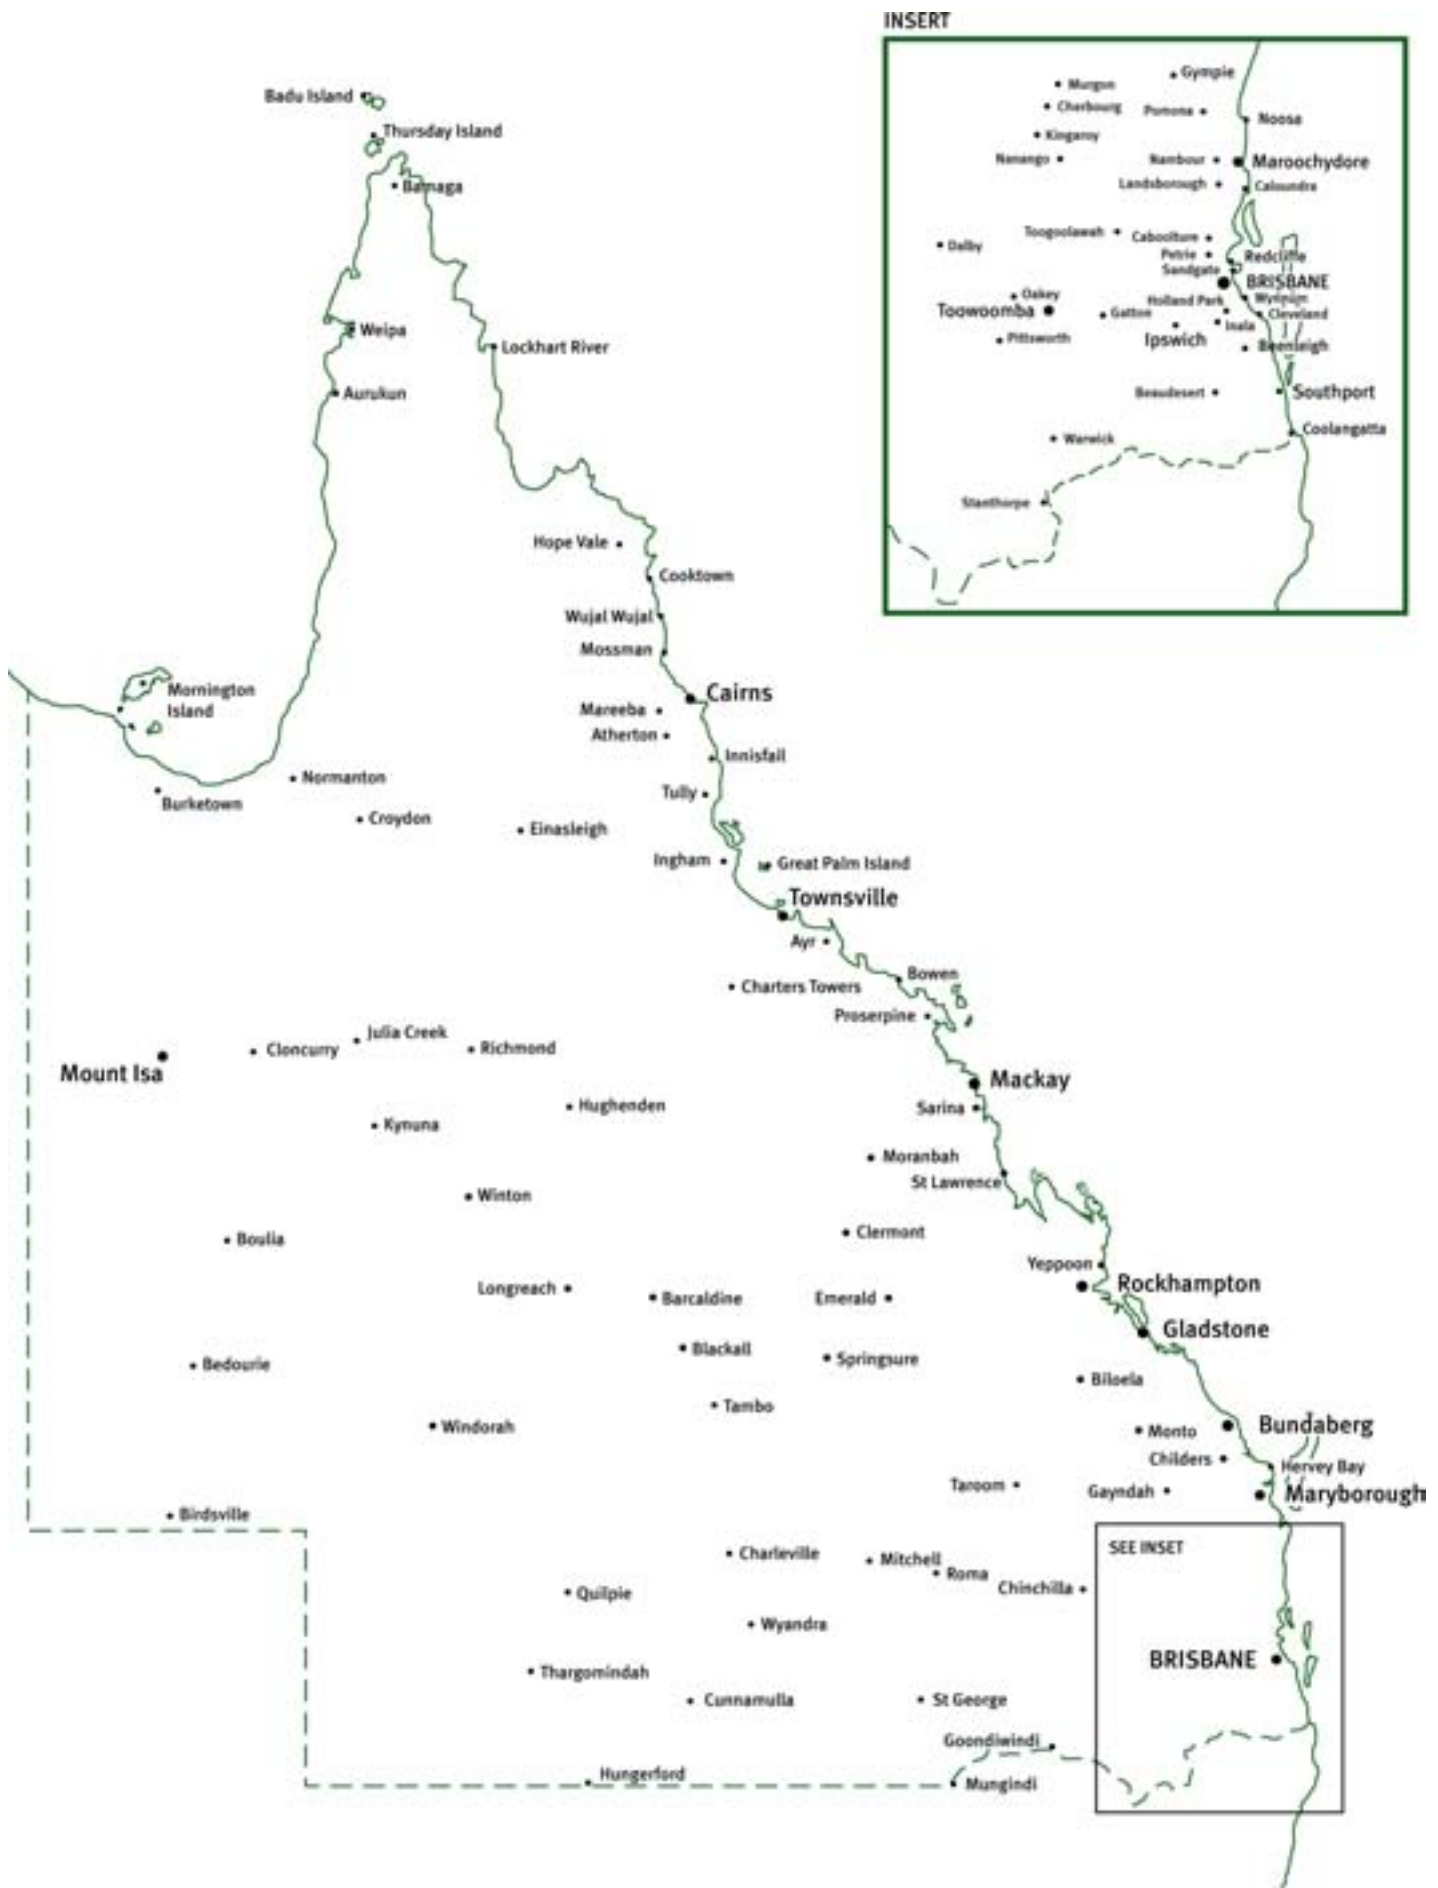 INSERT
Gympie
Murgon
Cherbourg
Pomona
Noosa
Kingaroy
Nanango
Nambour
Maroochydore
Landsborough
Caloundra
Toogoolawah
Caboolture
Dalby
Petrie
Redcliffe
Sandgate
BRISBANE
Oakey
Holland Park
Wynnum
Toowoomba
Gatton
Cleveland
Inala
Pittsworth
Ipswich
Beenleigh
Beaudesert
Southport
Coolangatta
Warwick
Stanthorpe
Badu Island
Thursday Island
Bamaga
Weipa
Lockhart River
Aurukun
Hope Vale
Cooktown
Wujal Wujal
Mossman
Mornington
Island
Cairns
Mareeba
Atherton
Innisfail
Normanton
Tully
Burketown
Croydon
Einasleigh
Ingham
Great Palm Island
Townsville
Ayr
Bowen
Charters Towers
Proserpine
Julia Creek
Cloncurry
Richmond
Mount Isa
Mackay
Hughenden
Sarina
Kynuna
Moranbah
St Lawrence
Winton
Clermont
Boulia
Yeppoon
Longreach
Rockhampton
Barcaldine
Emerald
Gladstone
Blackall
Springsure
Bedourie
Biloela
Tambo
Windorah
Bundaberg
Monto
Childers
Hervey Bay
Taroom
Gayndah
Maryborough
Birdsville
SEE INSET
Charleville
Mitchell
Roma
Chinchilla
Quilpie
Wyandra
BRISBANE
Thargomindah
Cunnamulla
St George
Goondiwindi
Hungerford
Mungindi